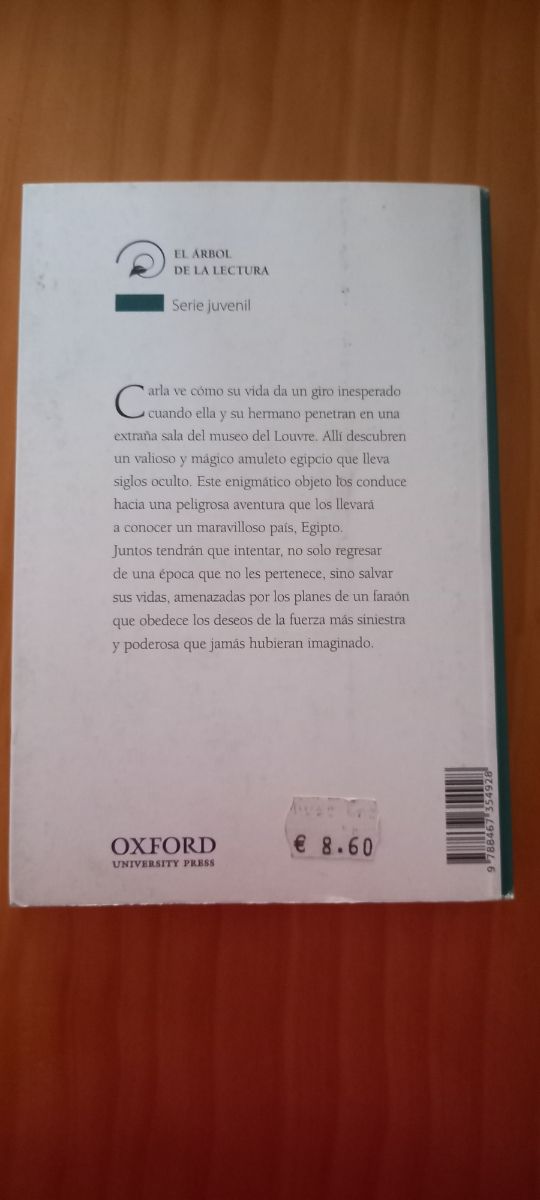 EL ÁRBOL
DE LA LECTURA
Serie juvenil
Carla ve cómo su vida da un giro inesperado
cuando ella y su hermano penetran en una
extraña sala del museo del Louvre. Allí descubren
un valioso y mágico amuleto egipcio que lleva
siglos oculto. Este enigmático objeto los conduce
hacia una peligrosa aventura que los llevará
a conocer un maravilloso país, Egipto.
Juntos tendrán que intentar, no solo regresar
de una época que no les pertenece, sino salvar
sus vidas, amenazadas por los planes de un faraón
que obedece los deseos de la fuerza más siniestra
y poderosa que jamás hubieran imaginado.
OXFORD
UNIVERSITY PRESS
€ 8.60
9 788467 354928